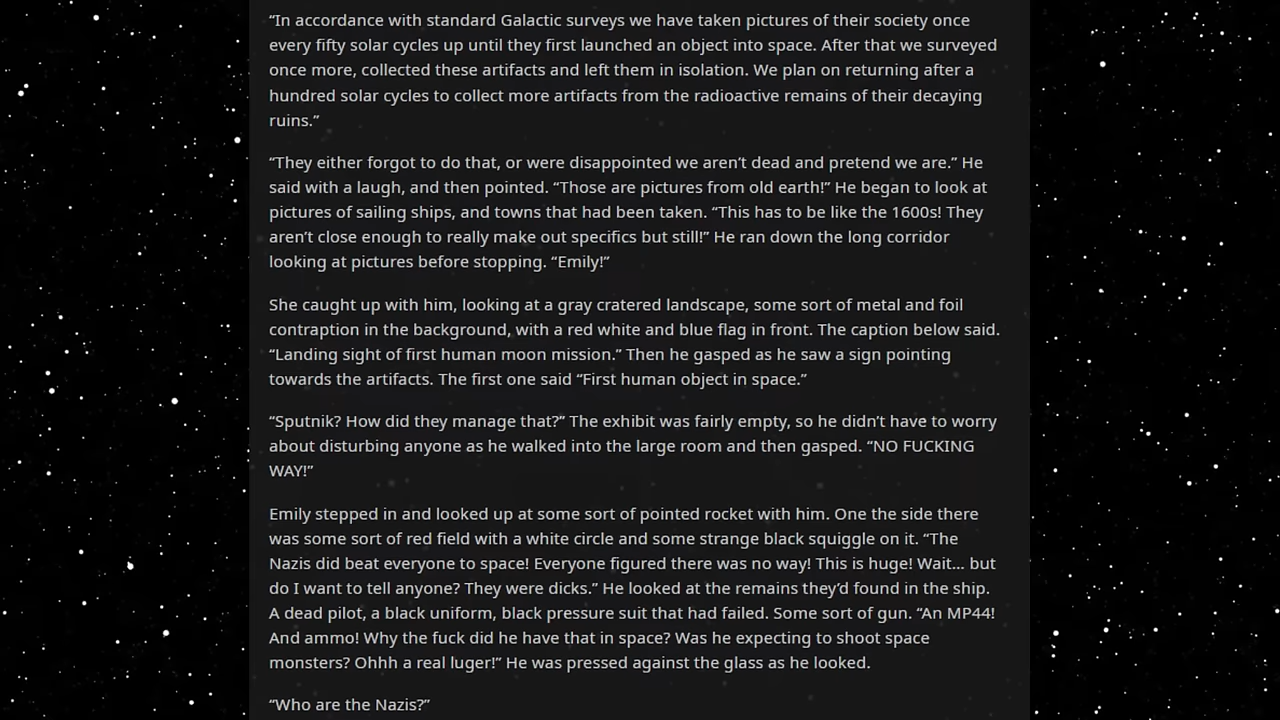 “In accordance with standard Galactic surveys we have taken pictures of their society once
every fifty solar cycles up until they first launched an object into space. After that we surveyed
once more, collected these artifacts and left them in isolation. We plan on returning after a
hundred solar cycles to collect more artifacts from the radioactive remains of their decaying
ruins.”
“They either forgot to do that, or were disappointed we aren’t dead and pretend we are.” He
said with a laugh, and then pointed. “Those are pictures from old earth!” He began to look at
pictures of sailing ships, and towns that had been taken. “This has to be like the 1600s! They
aren’t close enough to really make out specifics but still!” He ran down the long corridor
looking at pictures before stopping. “Emily!”
She caught up with him, looking at a gray cratered landscape, some sort of metal and foil
contraption in the background, with a red white and blue flag in front. The caption below said.
“Landing sight of first human moon mission.” Then he gasped as he saw a sign pointing
towards the artifacts. The first one said “First human object in space.”
“Sputnik? How did they manage that?” The exhibit was fairly empty, so he didn’t have to worry
about disturbing anyone as he walked into the large room and then gasped. “NO FUCKING
WAY!”
Emily stepped in and looked up at some sort of pointed rocket with him. One the side there
was some sort of red field with a white circle and some strange black squiggle on it. “The
Nazis did beat everyone to space! Everyone figured there was no way! This is huge! Wait… but
do I want to tell anyone? They were dicks.” He looked at the remains they’d found in the ship.
A dead pilot, a black uniform, black pressure suit that had failed. Some sort of gun. “An MP44!
And ammo! Why the fuck did he have that in space? Was he expecting to shoot space
monsters? Ohhh a real luger!” He was pressed against the glass as he looked.
“Who are the Nazis?”